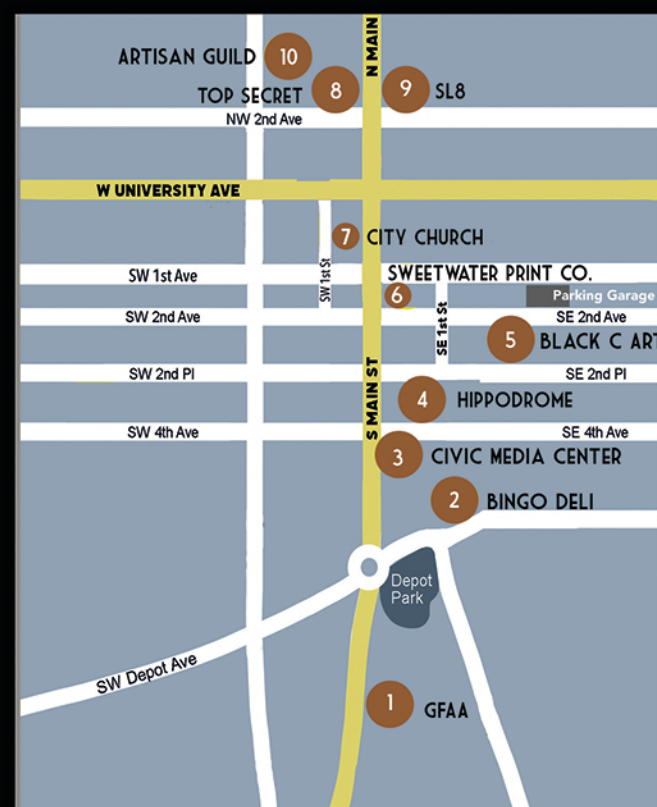 N MAIN
ARTISAN GUILD
10
TOP SECRET
8
9
SL8
NW 2nd Ave
W UNIVERSITY AVE
7
CITY CHURCH
SW 1st St
SW 1st Ave
SWEETWATER PRINT CO.
6
Parking Garage
SW 2nd Ave
SE 1st St
SE 2nd Ave
5
BLACK C ART
SW 2nd Pl
SE 2nd Pl
4
HIPPODROME
S MAIN ST
SW 4th Ave
SE 4th Ave
3
CIVIC MEDIA CENTER
2
BINGO DELI
Depot
Park
SW Depot Ave
1
GFAA